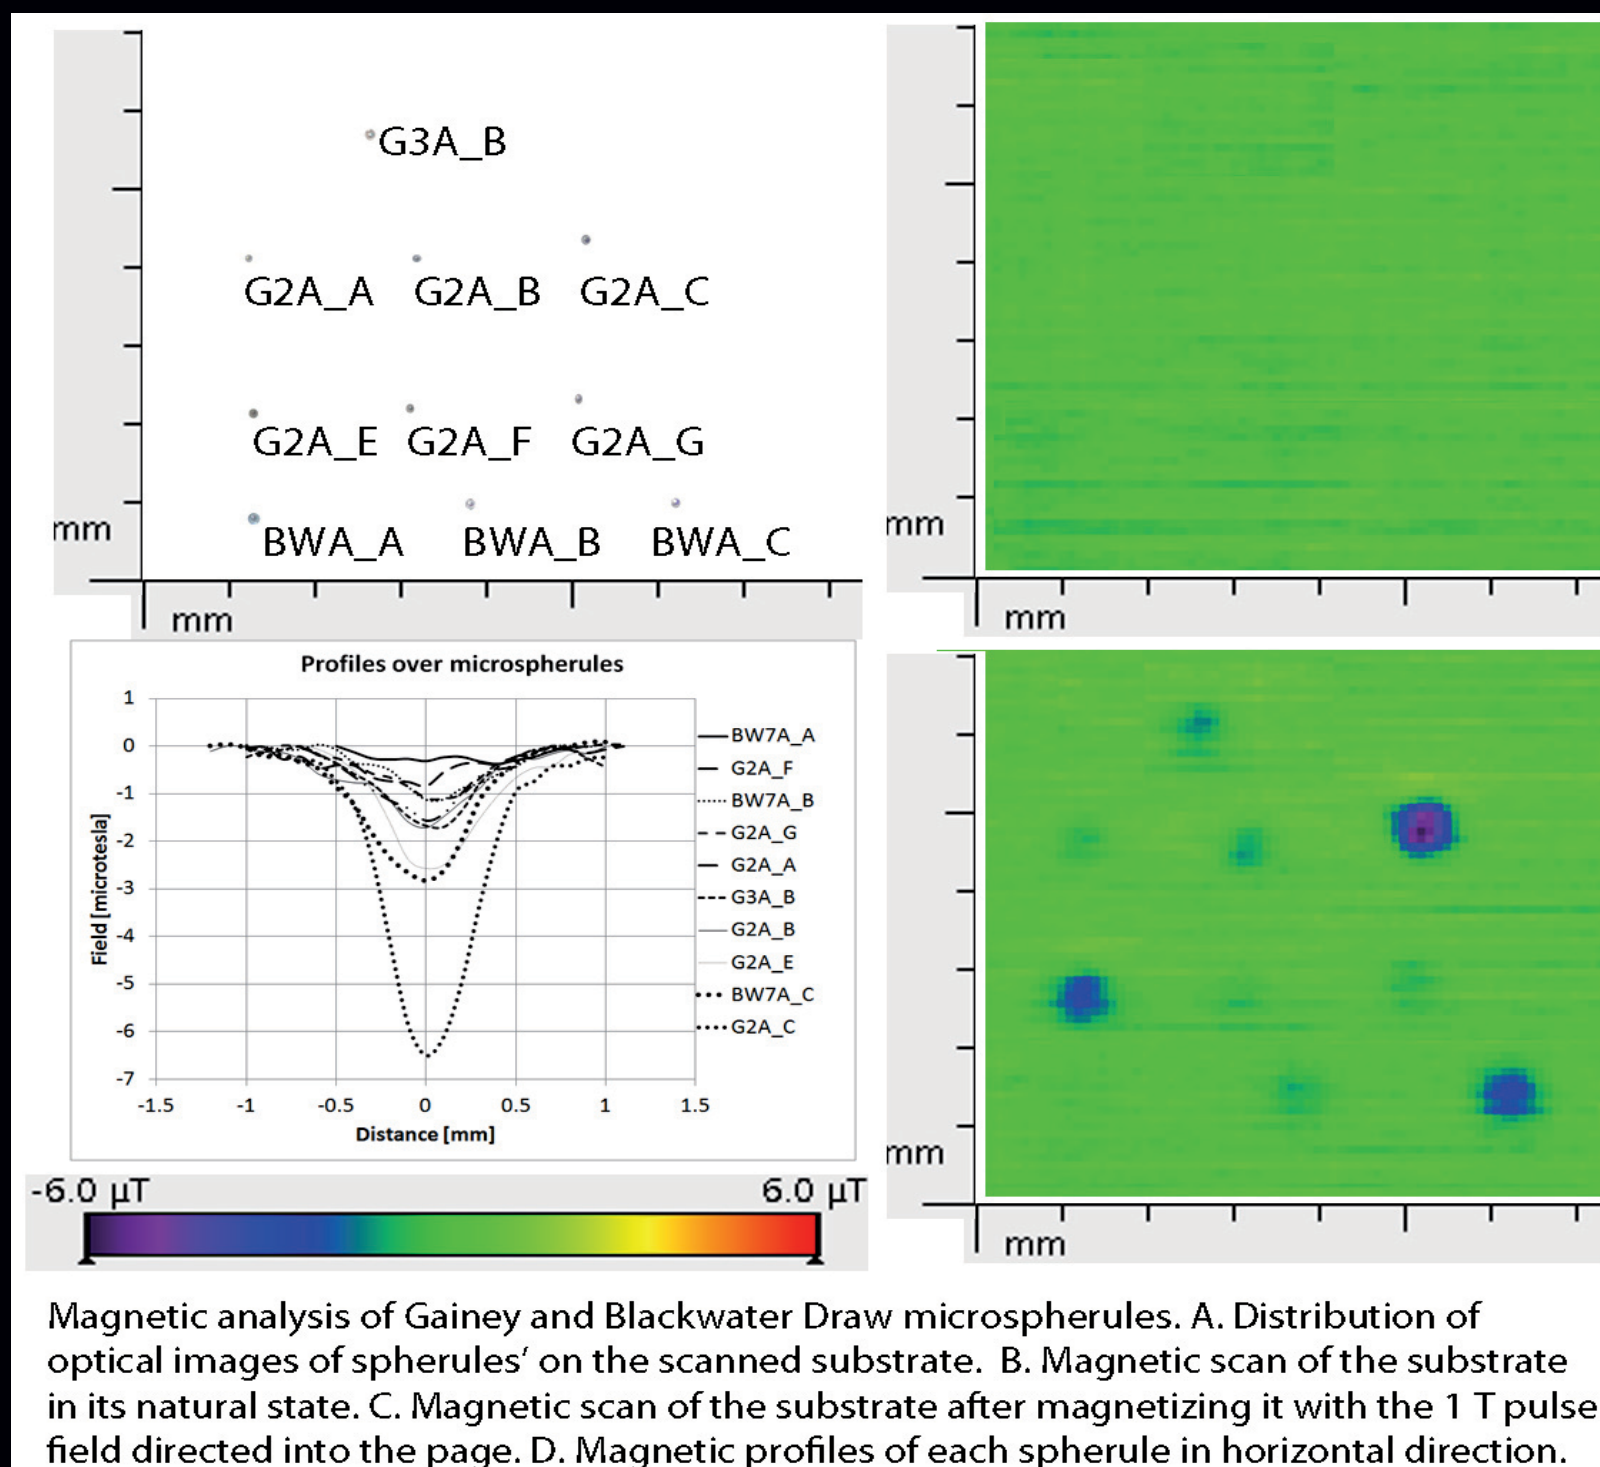 G3A_B
G2A_A
G2A_B
G2A_C
G2A_E
G2A_F
G2A_G
BWA_A
BWA_B
BWA_C
mm
mm
mm
mm
Profiles over microspherules
1
0
-1
-2
-3
-4
-5
-6
-7
Field [microtesla]
-1.5
-1
-0.5
0
0.5
1
1.5
Distance [mm]
BW7A_A
G2A_F
BW7A_B
G2A_G
G2A_A
G3A_B
G2A_B
G2A_E
BW7A_C
G2A_C
mm
mm
-6.0 μT
6.0 μT
Magnetic analysis of Gainey and Blackwater Draw microspherules. A. Distribution of
optical images of spherules’ on the scanned substrate. B. Magnetic scan of the substrate
in its natural state. C. Magnetic scan of the substrate after magnetizing it with the 1 T pulse
field directed into the page. D. Magnetic profiles of each spherule in horizontal direction.